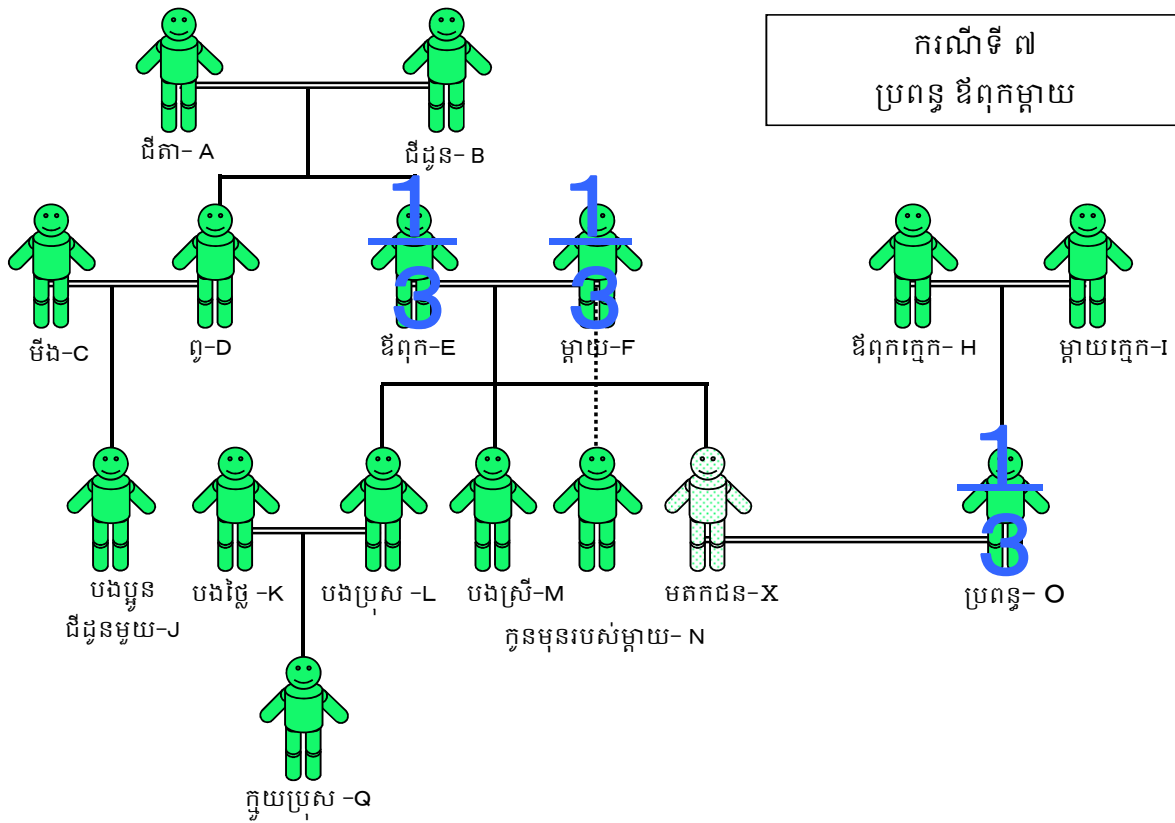 ករណីទី ៧
ប្រពន្ធ ឪពុកម្តាយ
ជីតា- A
ជីដូន- B
1
3
1
3
មីង-C
ពូ-D
ឪពុក-E
ម្តាយ-F
ឪពុកក្មេក- H
ម្តាយក្មេក-I
1
3
បងប្អូន
ជីដូនមួយ-J
បងថ្លៃ -K
បងប្រុស -L
បងស្រី-M
កូនមុនរបស់ម្តាយ- N
មតកជន-X
ប្រពន្ធ- O
ក្មួយប្រុស -Q